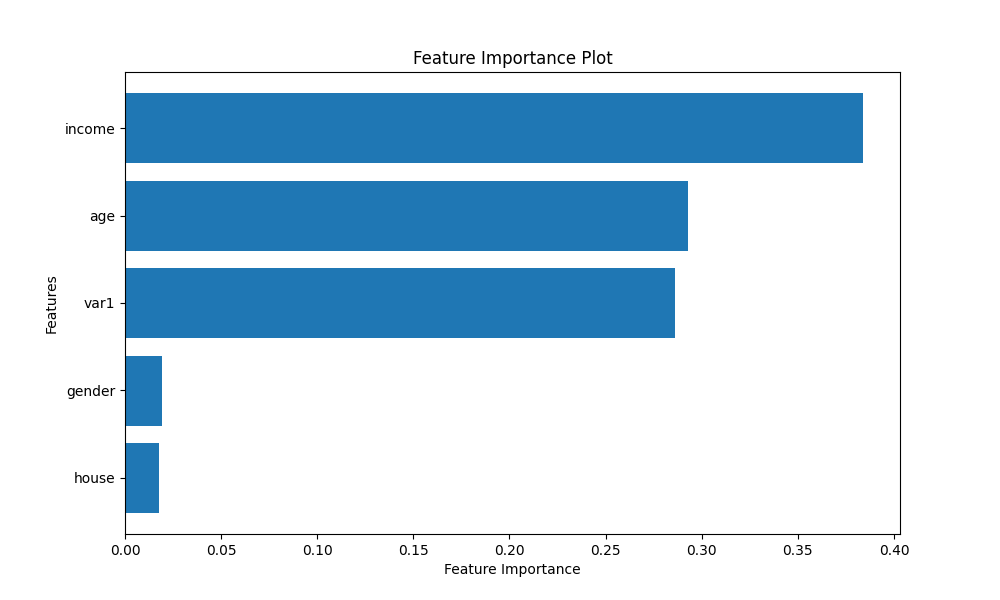 Feature Importance Plot
income
age
var1
gender
house
Features
0.00 0.05 0.10 0.15 0.20 0.25 0.30 0.35 0.40
Feature Importance